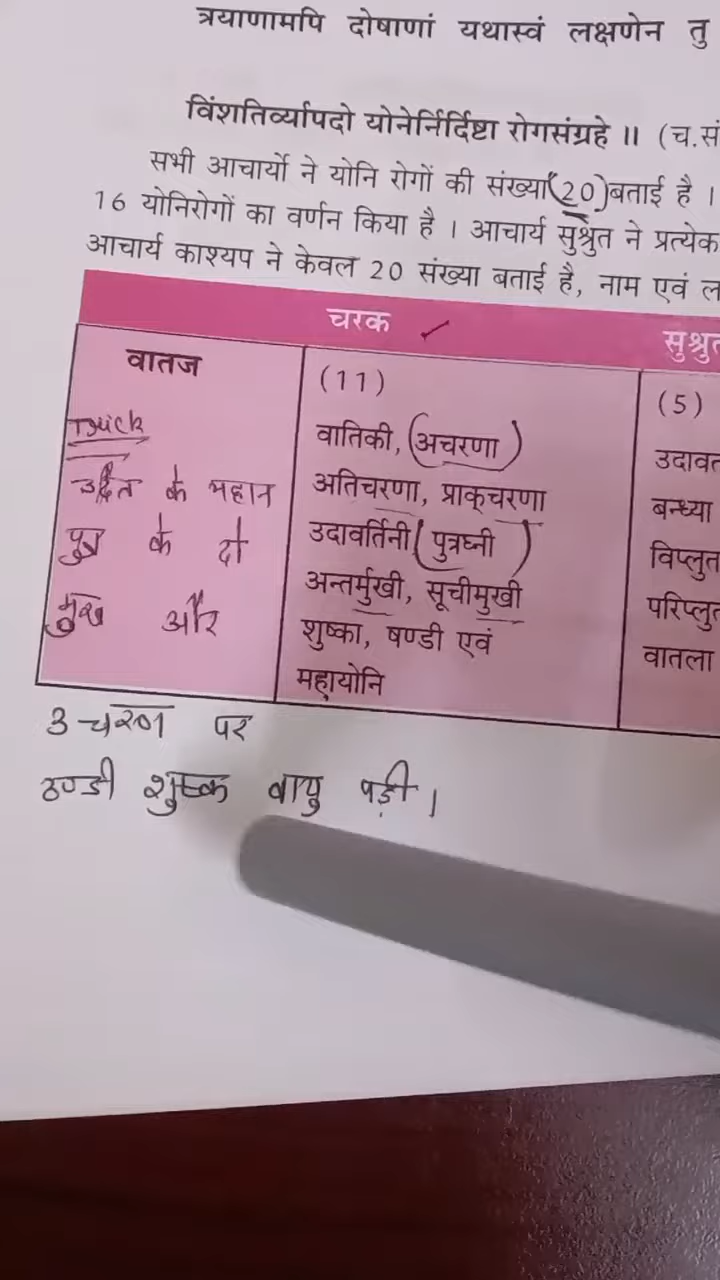 त्रयाणामपि दोषाणां यथास्वं लक्षणेन तु
विंशतिर्व्यापदो योनेर्निर्दिष्टा रोगसंग्रहे ॥ (च.सं
सभी आचार्यो ने योनि रोगों की संख्या (20) बताई है ।
16 योनिरोगों का वर्णन किया है । आचार्य सुश्रुत ने प्रत्येक
आचार्य काश्यप ने केवल 20 संख्या बताई है, नाम एवं ल
चरक
सुश्रुत
वातज
(11)
वातिकी, (अचरणा)
अतिचरणा, प्राक्चरणा
उदावर्तिनी (पुत्रघ्नी)
अन्तर्मुखी, सूचीमुखी
शुष्का, षण्डी एवं
महायोनि
(5)
उदावर्त
बन्ध्या
विप्लुत
परिप्लुत
वातला
Trick
के महान
पुत्र के दो
मुख और
3 चरण पर
ठण्डी शुष्क वायु पड़ी ।